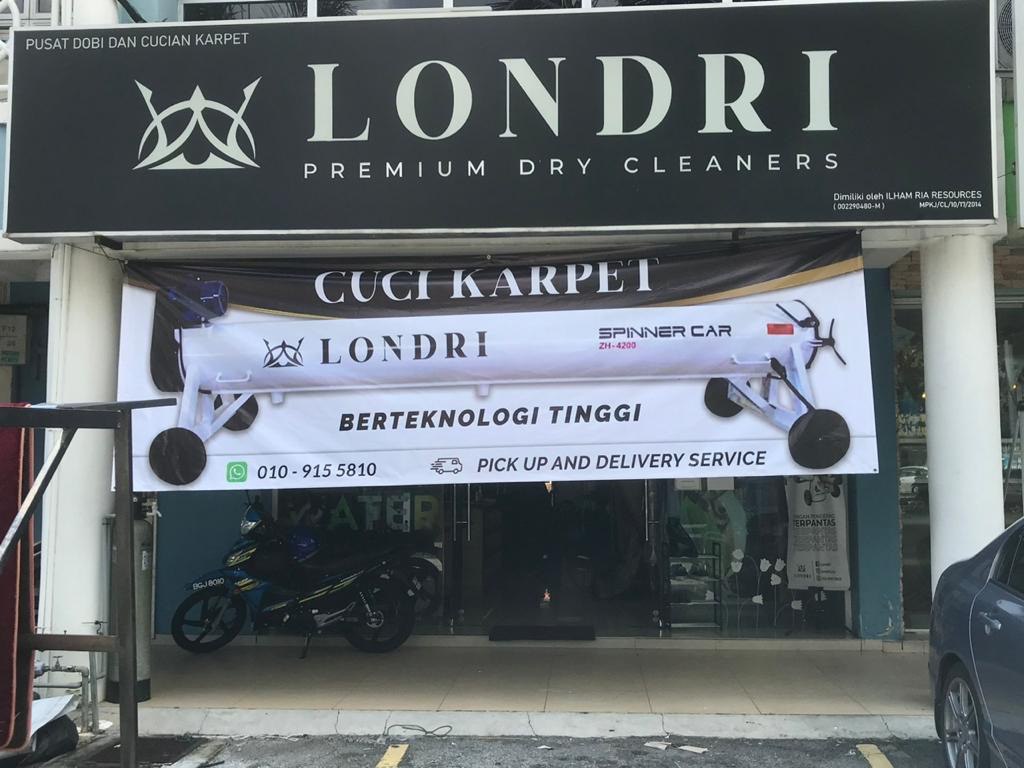 PUSAT DOBI DAN CUCIAN KARPET
LONDRI
PREMIUM DRY CLEANERS
Dimiliki oleh ILHAM RIA RESOURCES
(002290480-M) MPKJ/CL/10/17/2014
CUCI KARPET
LONDRI
SPINNER CAR
ZH-4200
BERTEKNOLOGI TINGGI
010 - 915 5810
PICK UP AND DELIVERY SERVICE
BGJ 8010
TERPANTAS